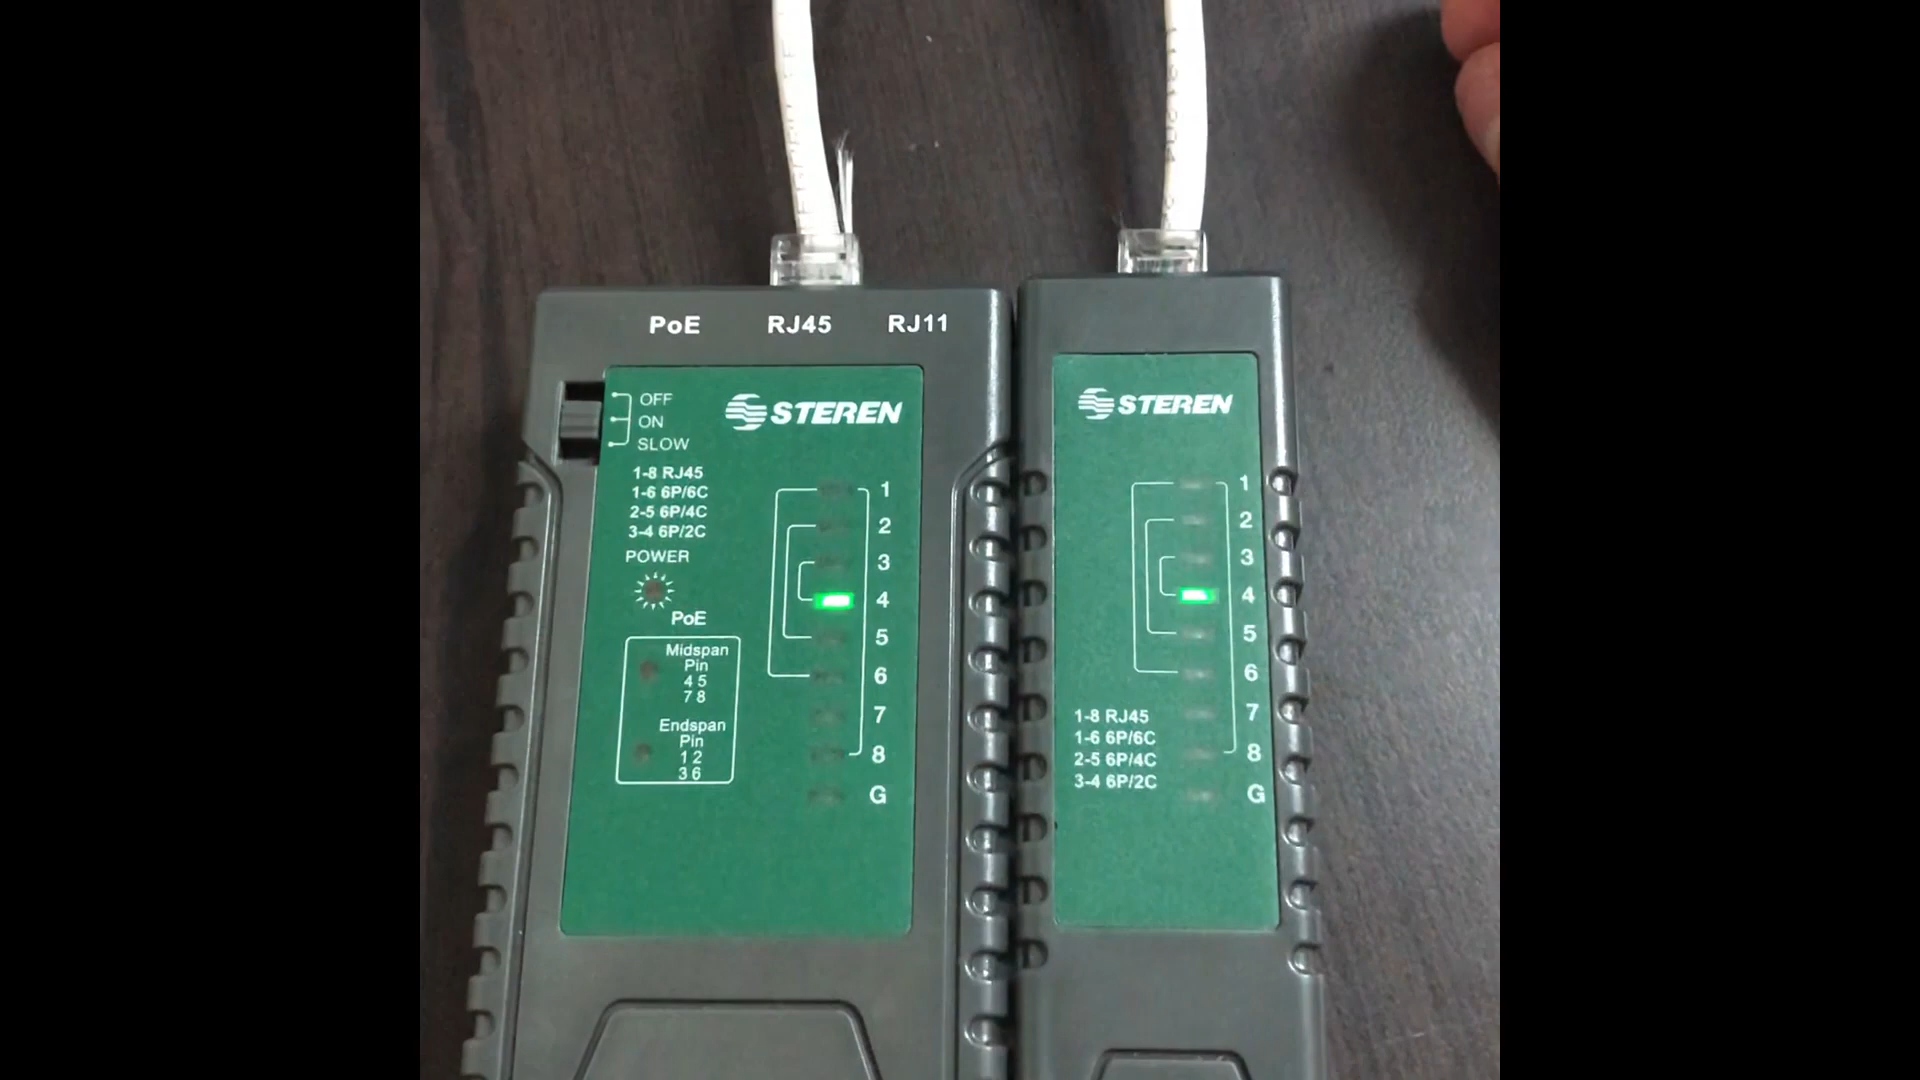 PoE RJ45 RJ11
OFF
ON
SLOW
STEREN
1-8 RJ45
1-6 6P/6C
2-5 6P/4C
3-4 6P/2C
POWER
PoE
Midspan
Pin
4 5
7 8
Endspan
Pin
1 2
3 6
1
2
3
4
5
6
7
8
G
STEREN
1
2
3
4
5
6
7
8
G
1-8 RJ45
1-6 6P/6C
2-5 6P/4C
3-4 6P/2C